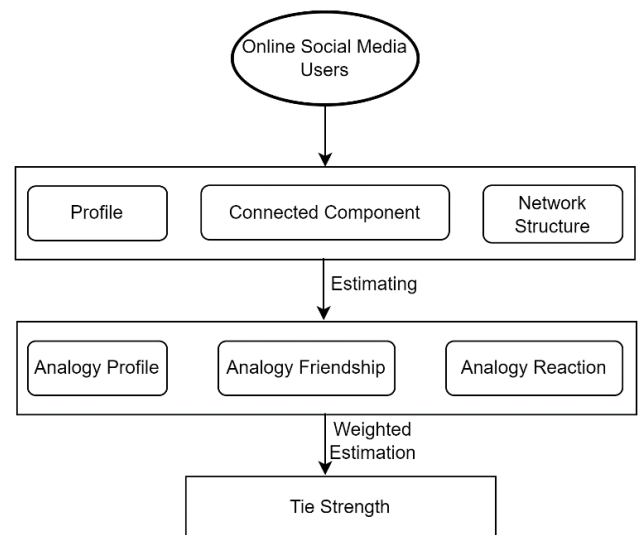 Online Social Media
Users
Profile
Connected Component
Network
Structure
Estimating
Analogy Profile
Analogy Friendship
Analogy Reaction
Weighted
Estimation
Tie Strength